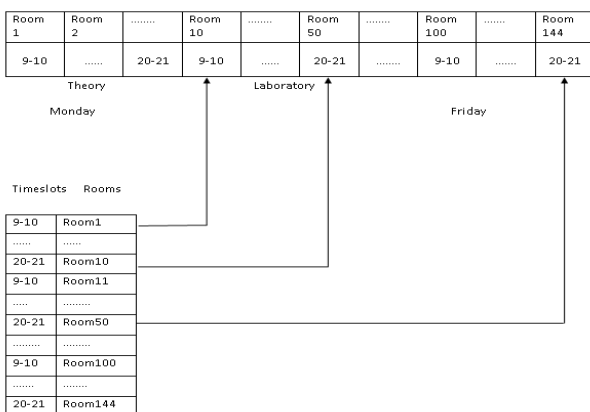 Room 1 Room 2 ........ Room 10 ........ Room 50 ........ Room 100 ....... Room 144
9-10 ...... 20-21 9-10 ...... 20-21 ........ 9-10 ....... 20-21
Theory Laboratory
Monday Friday
Timeslots Rooms
9-10 Room1
...... ......
20-21 Room10
9-10 Room11
..... .........
20-21 Room50
......... .........
9-10 Room100
....... ........
20-21 Room144